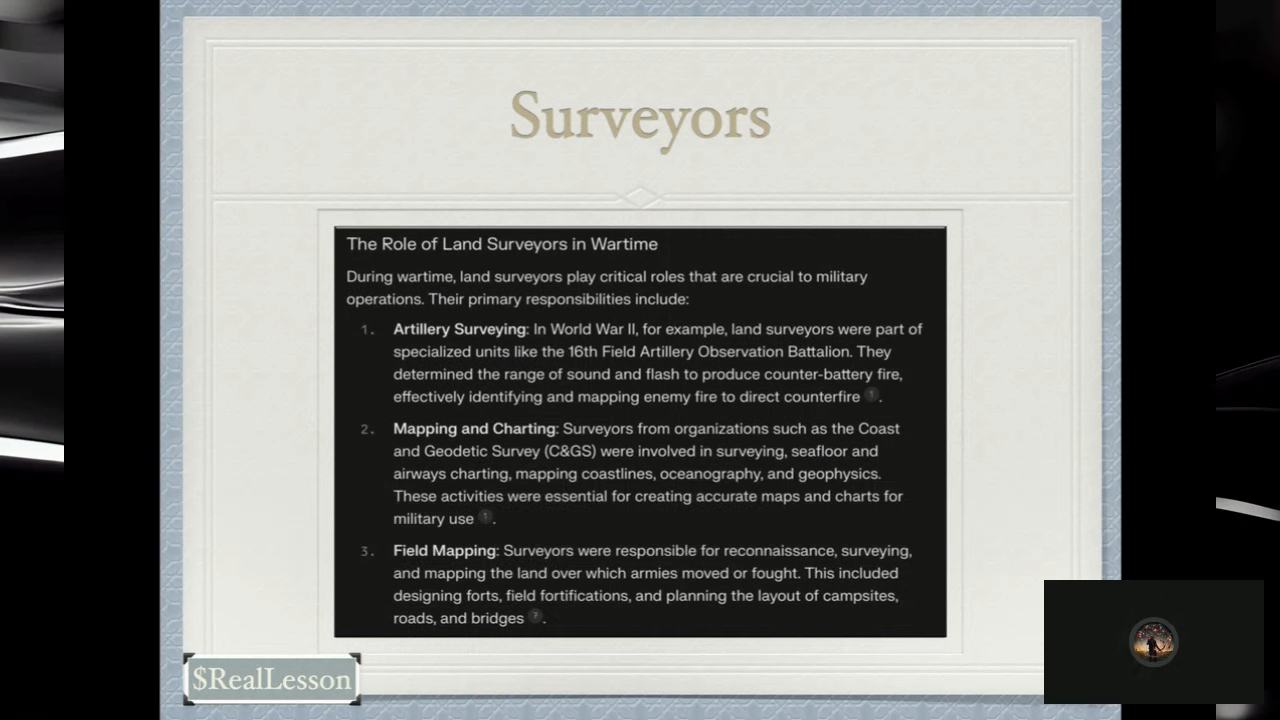 Surveyors
The Role of Land Surveyors in Wartime
During wartime, land surveyors play critical roles that are crucial to military
operations. Their primary responsibilities include:
1. Artillery Surveying: In World War II, for example, land surveyors were part of
specialized units like the 16th Field Artillery Observation Battalion. They
determined the range of sound and flash to produce counter-battery fire,
effectively identifying and mapping enemy fire to direct counterfire 1.
2. Mapping and Charting: Surveyors from organizations such as the Coast
and Geodetic Survey (C&GS) were involved in surveying, seafloor and
airways charting, mapping coastlines, oceanography, and geophysics.
These activities were essential for creating accurate maps and charts for
military use 1.
3. Field Mapping: Surveyors were responsible for reconnaissance, surveying,
and mapping the land over which armies moved or fought. This included
designing forts, field fortifications, and planning the layout of campsites,
roads, and bridges .
$RealLesson